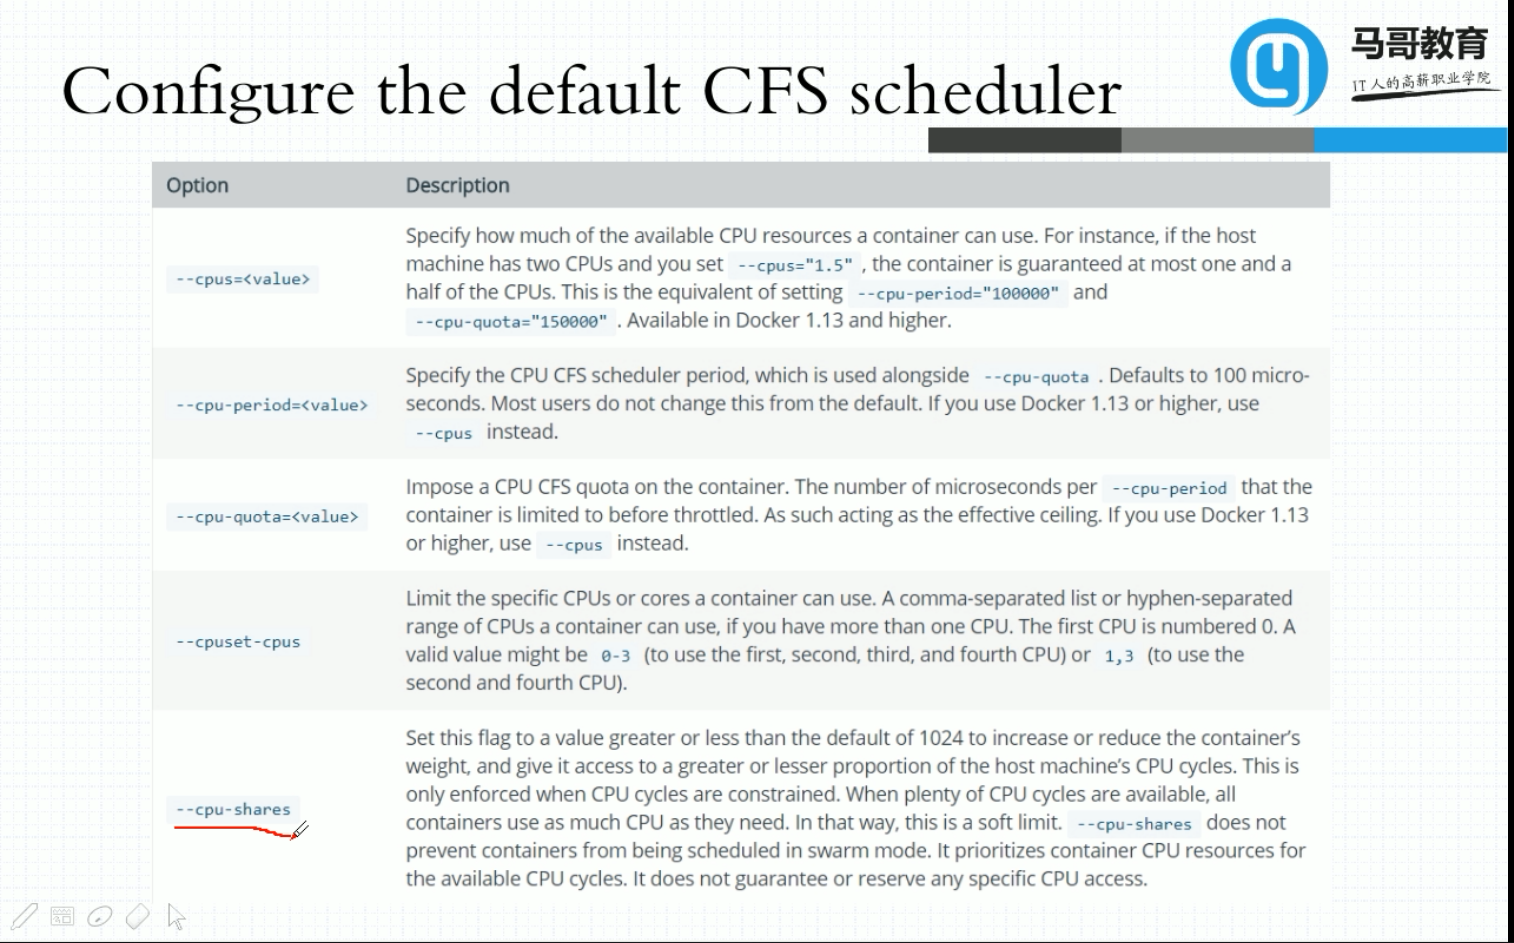 马哥教育
IT人的高薪职业学院
Configure the default CFS scheduler
Option Description
--cpus=<value>
Specify how much of the available CPU resources a container can use. For instance, if the host
machine has two CPUs and you set --cpus="1.5" , the container is guaranteed at most one and a
half of the CPUs. This is the equivalent of setting --cpu-period="100000" and
--cpu-quota="150000" . Available in Docker 1.13 and higher.
--cpu-period=<value>
Specify the CPU CFS scheduler period, which is used alongside --cpu-quota . Defaults to 100 micro-
seconds. Most users do not change this from the default. If you use Docker 1.13 or higher, use
--cpus instead.
--cpu-quota=<value>
Impose a CPU CFS quota on the container. The number of microseconds per --cpu-period that the
container is limited to before throttled. As such acting as the effective ceiling. If you use Docker 1.13
or higher, use --cpus instead.
--cpuset-cpus
Limit the specific CPUs or cores a container can use. A comma-separated list or hyphen-separated
range of CPUs a container can use, if you have more than one CPU. The first CPU is numbered 0. A
valid value might be 0-3 (to use the first, second, third, and fourth CPU) or 1,3 (to use the
second and fourth CPU).
--cpu-shares
Set this flag to a value greater or less than the default of 1024 to increase or reduce the container’s
weight, and give it access to a greater or lesser proportion of the host machine’s CPU cycles. This is
only enforced when CPU cycles are constrained. When plenty of CPU cycles are available, all
containers use as much CPU as they need. In that way, this is a soft limit. --cpu-shares does not
prevent containers from being scheduled in swarm mode. It prioritizes container CPU resources for
the available CPU cycles. It does not guarantee or reserve any specific CPU access.